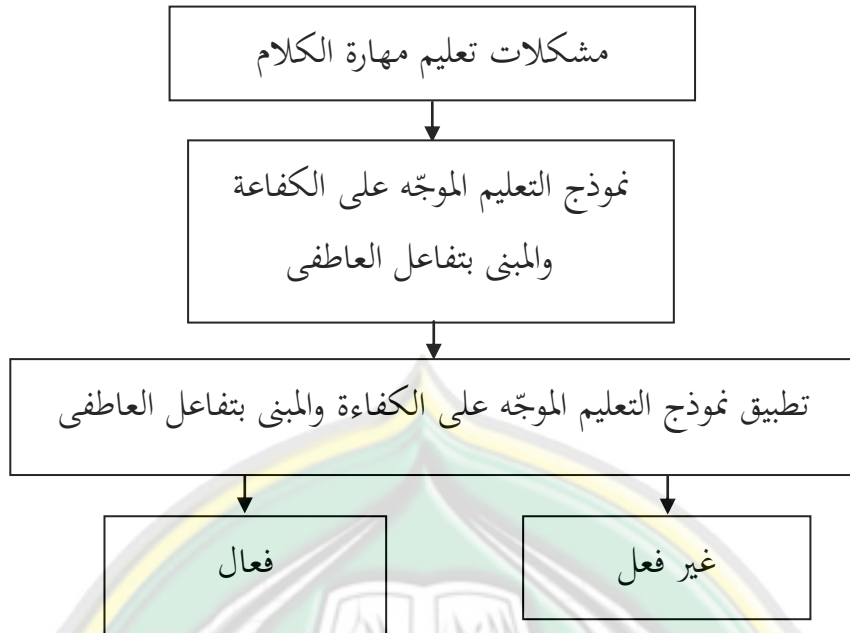 مشكلات تعليم مهارة الكلام
نموذج التعليم الموجّه على الكفاعة
والمبنى بتفاعل العاطفى
تطبيق نموذج التعليم الموجّه على الكفاءة والمبنى بتفاعل العاطفى
غير فعل
فعال